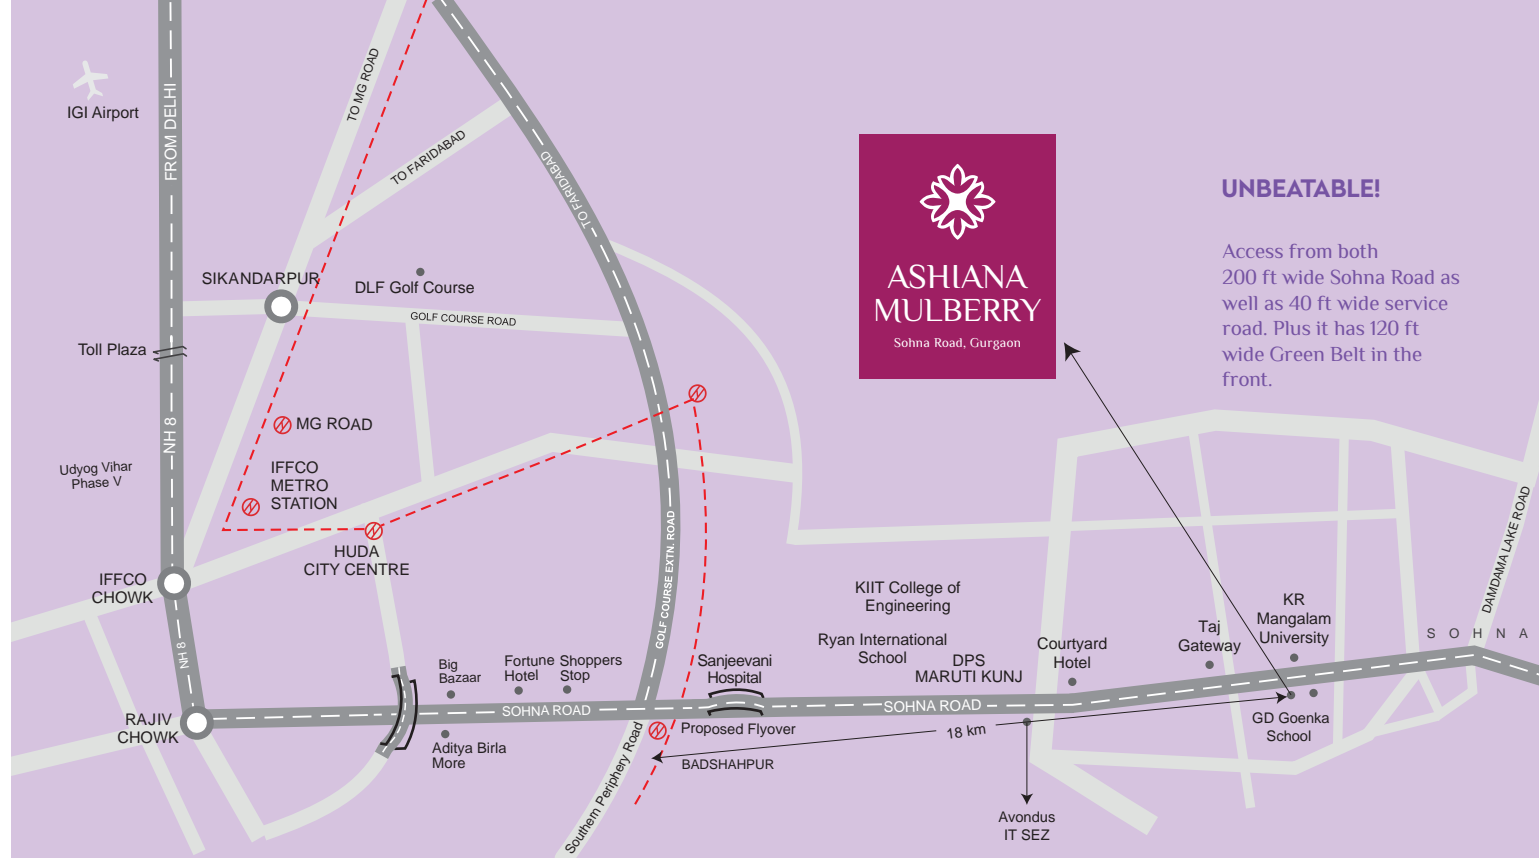 IGI Airport
FROM DELHI
TO MG ROAD
TO FARIDABAD
TO FARIDABAD
SIKANDARPUR
DLF Golf Course
GOLF COURSE ROAD
Toll Plaza
NH 8
MG ROAD
Udyog Vihar
Phase V
IFFCO
METRO
STATION
HUDA
CITY CENTRE
IFFCO
CHOWK
NH 8
RAJIV
CHOWK
GOLF COURSE EXTN. ROAD
Big
Bazaar
Fortune
Hotel
Shoppers
Stop
SOHNA ROAD
Aditya Birla
More
Southern Periphery Road
Sanjeevani
Hospital
Proposed Flyover
BADSHAHPUR
18 km
KIIT College of
Engineering
Ryan International
School
DPS
MARUTI KUNJ
SOHNA ROAD
Courtyard
Hotel
Avondus
IT SEZ
Taj
Gateway
KR
Mangalam
University
GD Goenka
School
DAMDAMA LAKE ROAD
S O H N A
ASHIANA
MULBERRY
Sohna Road, Gurgaon
UNBEATABLE!
Access from both
200 ft wide Sohna Road as
well as 40 ft wide service
road. Plus it has 120 ft
wide Green Belt in the
front.